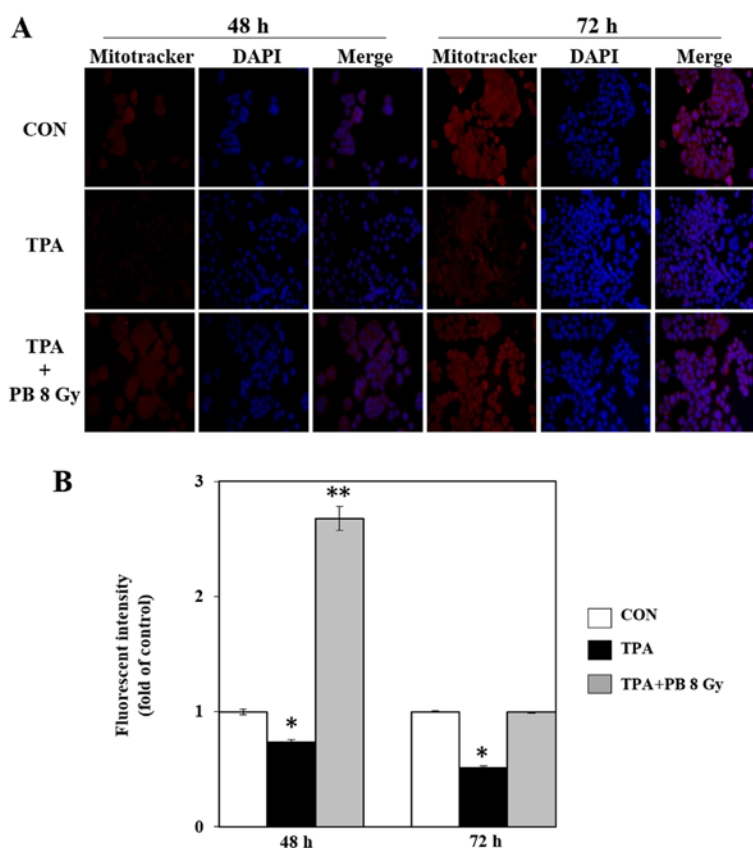 A
48 h
72 h
Mitotracker DAPI Merge Mitotracker DAPI Merge
CON
TPA
TPA
+
PB 8 Gy
B
Fluorescent intensity
(fold of control)
3
2
1
0
*
**
*
48 h
72 h
CON
TPA
TPA+PB 8 Gy